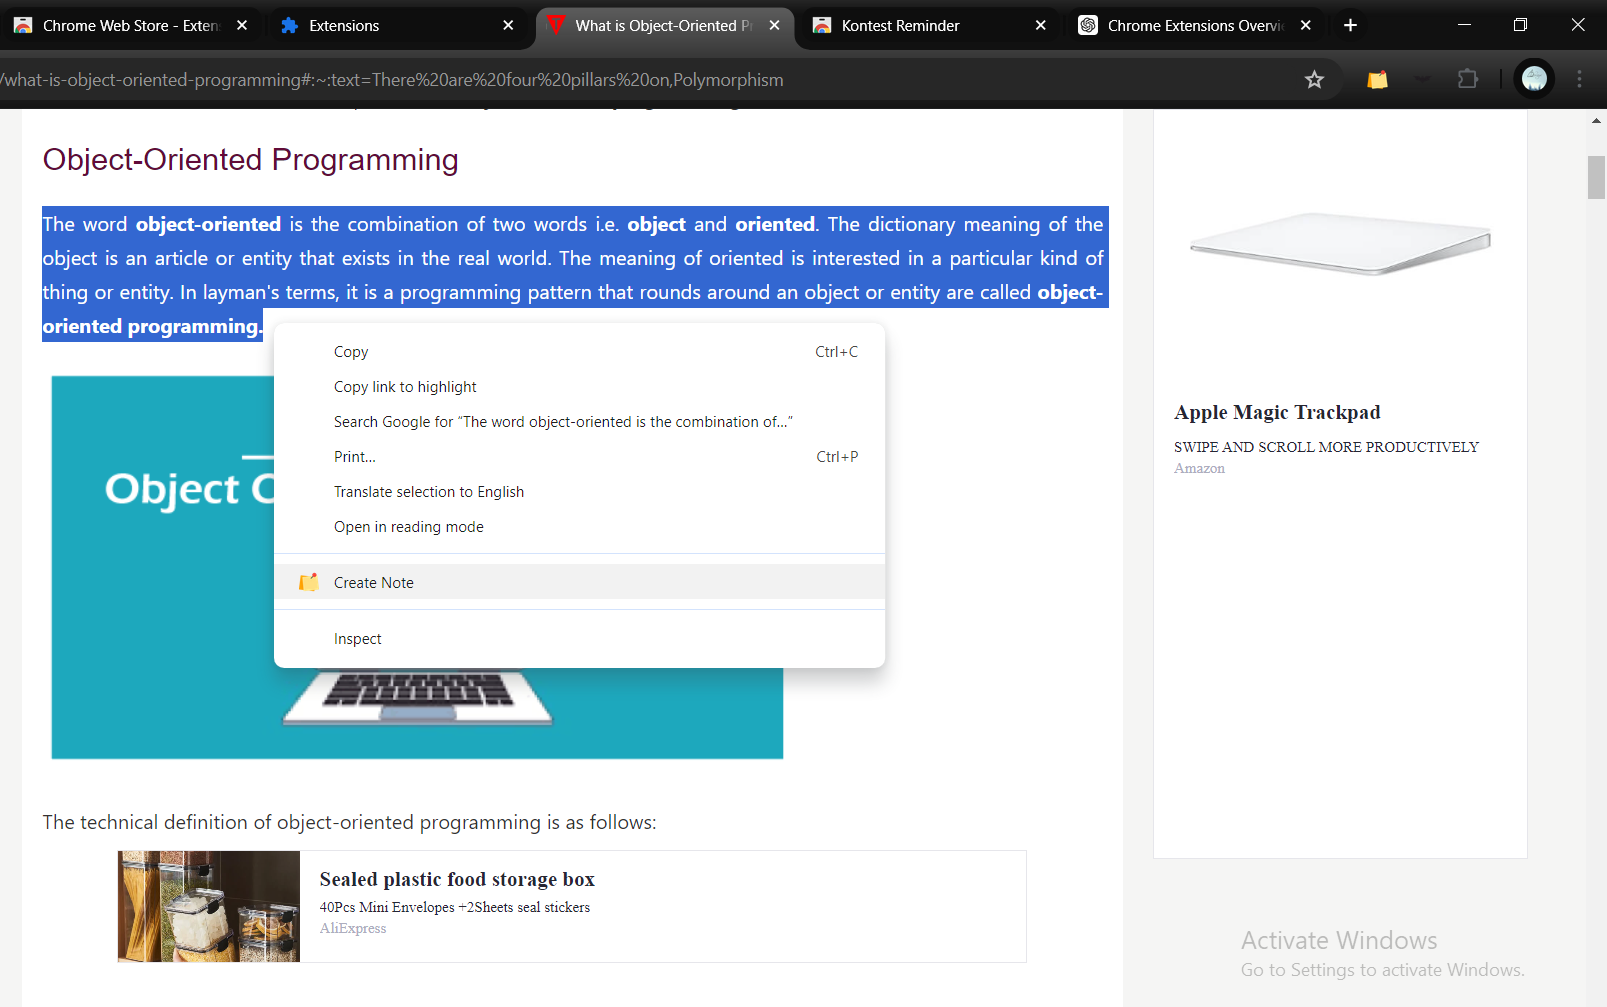 Chrome Web Store - Exten
Extensions
What is Object-Oriented P
Kontest Reminder
Chrome Extensions Overvi
/what-is-object-oriented-programming#:~:text=There%20are%20four%20pillars%20on,Polymorphism
Object-Oriented Programming
The word object-oriented is the combination of two words i.e. object and oriented. The dictionary meaning of the
object is an article or entity that exists in the real world. The meaning of oriented is interested in a particular kind of
thing or entity. In layman's terms, it is a programming pattern that rounds around an object or entity are called object-
oriented programming.
Copy Ctrl+C
Copy link to highlight
Search Google for “The word object-oriented is the combination of...”
Print... Ctrl+P
Translate selection to English
Open in reading mode
Create Note
Inspect
Object
The technical definition of object-oriented programming is as follows:
Sealed plastic food storage box
40Pcs Mini Envelopes +2Sheets seal stickers
AliExpress
Apple Magic Trackpad
SWIPE AND SCROLL MORE PRODUCTIVELY
Amazon
Activate Windows
Go to Settings to activate Windows.